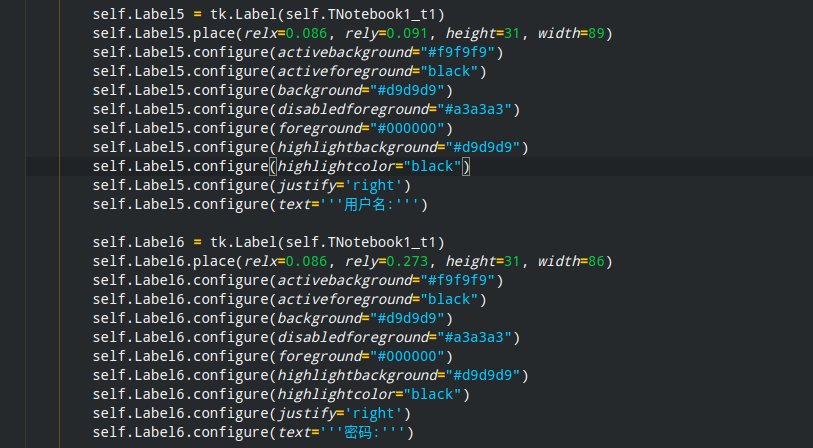 self.Label5 = tk.Label(self.TNotebook1_t1)
self.Label5.place(relx=0.086, rely=0.091, height=31, width=89)
self.Label5.configure(activebackground="#f9f9f9")
self.Label5.configure(activeforeground="black")
self.Label5.configure(background="#d9d9d9")
self.Label5.configure(disabledforeground="#a3a3a3")
self.Label5.configure(foreground="#000000")
self.Label5.configure(highlightbackground="#d9d9d9")
self.Label5.configure(highlightcolor="black")
self.Label5.configure(justify='right')
self.Label5.configure(text='''用户名:''')
self.Label6 = tk.Label(self.TNotebook1_t1)
self.Label6.place(relx=0.086, rely=0.273, height=31, width=86)
self.Label6.configure(activebackground="#f9f9f9")
self.Label6.configure(activeforeground="black")
self.Label6.configure(background="#d9d9d9")
self.Label6.configure(disabledforeground="#a3a3a3")
self.Label6.configure(foreground="#000000")
self.Label6.configure(highlightbackground="#d9d9d9")
self.Label6.configure(highlightcolor="black")
self.Label6.configure(justify='right')
self.Label6.configure(text='''密码:''')